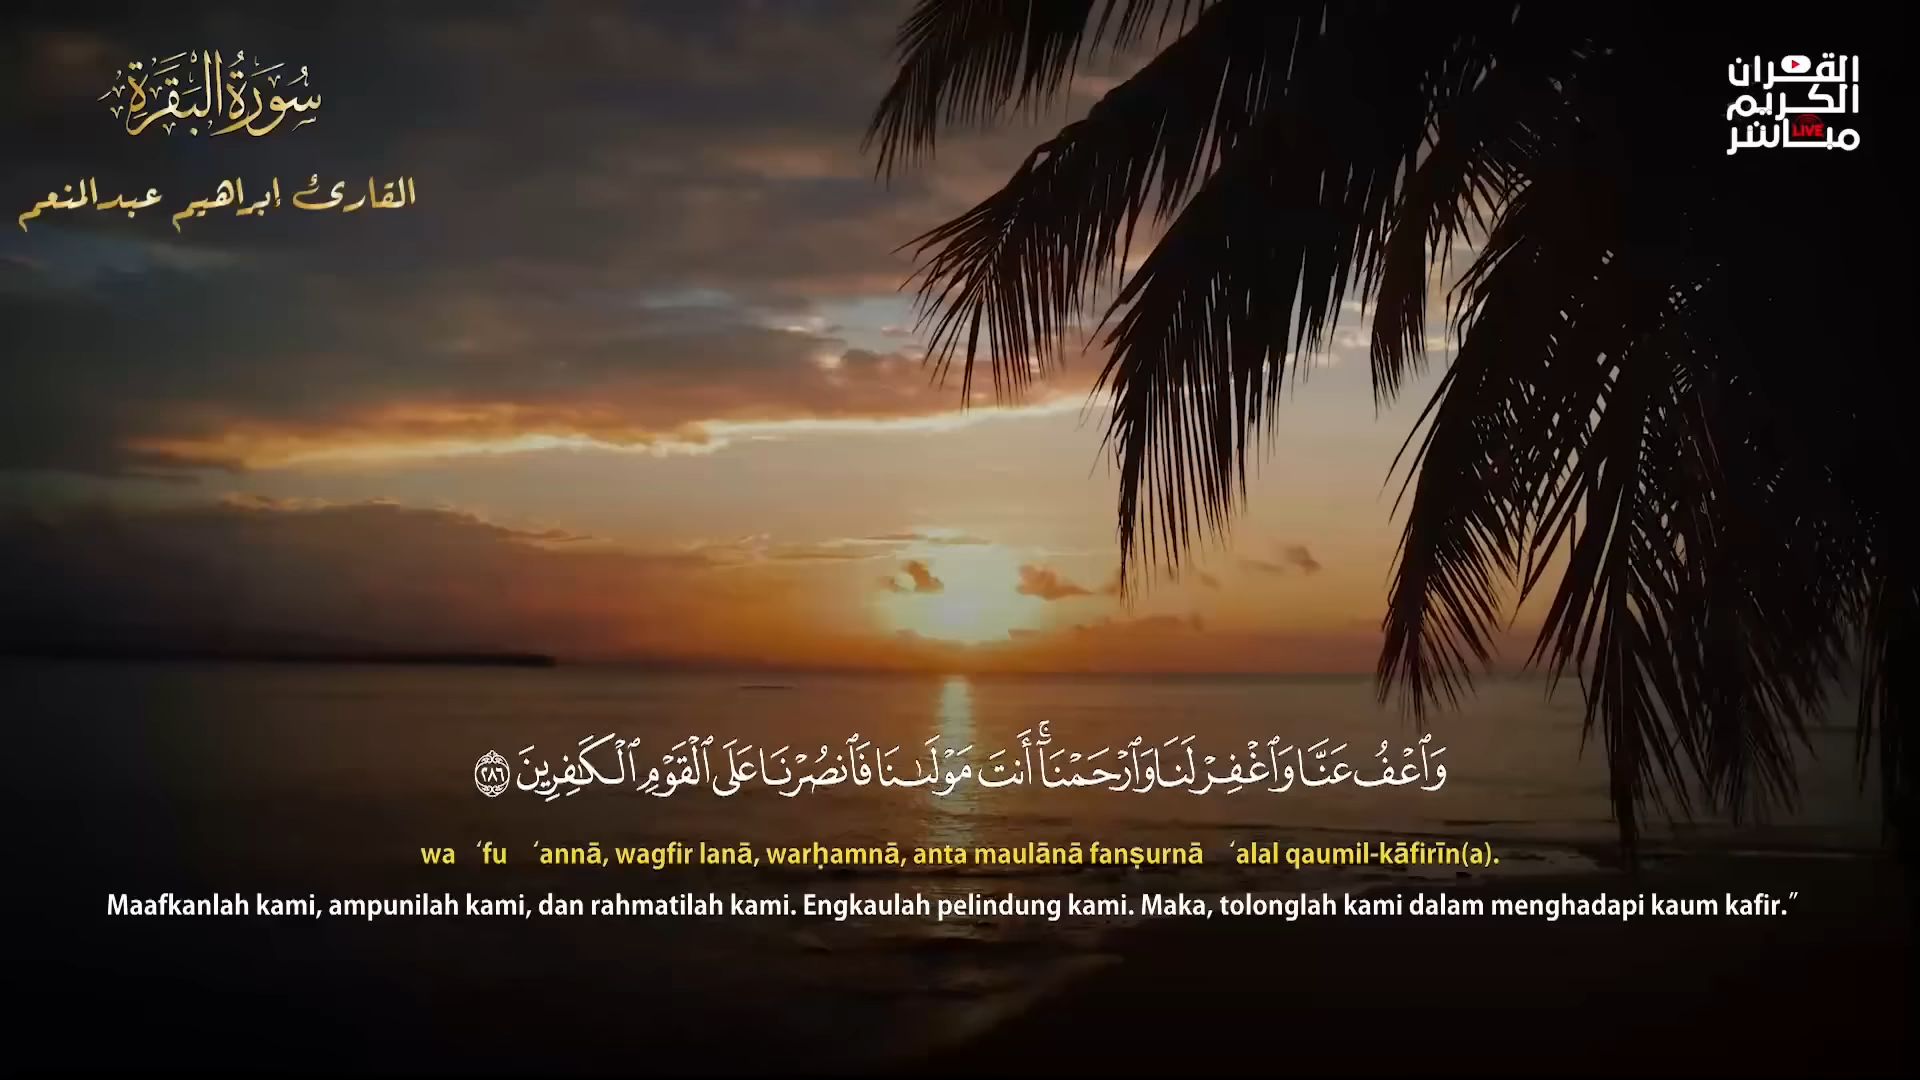 سُورَةُ البَقَرَةِ
القارئ إبراهيم عبدالمنعم
القرآن
الكريم
مباشر
LIVE
وَٱعْفُ عَنَّا وَٱغْفِرْ لَنَا وَٱرْحَمْنَآ ۚ أَنتَ مَوْلَىٰنَا فَٱنصُرْنَا عَلَى ٱلْقَوْمِ ٱلْكَـٰفِرِينَ ٢٨٦
wa ‘fu ‘annā, wagfir lanā, warḥamnā, anta maulānā fanṣurnā ‘alal qaumil-kāfirīn(a).
Maafkanlah kami, ampunilah kami, dan rahmatilah kami. Engkaulah pelindung kami. Maka, tolonglah kami dalam menghadapi kaum kafir.”